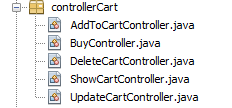 controllerCart
AddToCartController.java
BuyController.java
DeleteCartController.java
ShowCartController.java
UpdateCartController.java